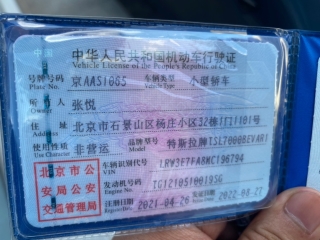 中华人民共和国机动车行驶证
Vehicle License of the People's Republic of China
号牌号码 京AA51085 车辆类型 小型轿车
Plate No. Vehicle Type
所有人 张悦
Owner
住址 北京市石景山区杨庄小区32栋1T1101号
Address
使用性质 非营运 品牌型号 特斯拉牌TSL7000BEVAR1
Use Character Model
北京市公 车辆识别代号 LRW3E7FA8MC196794
VIN
安局公安 发动机号码 TG1210510019SG
Engine No.
交通管理局 注册日期 2021-04-26 发证日期 2022-04-27
Register Date Issue Date